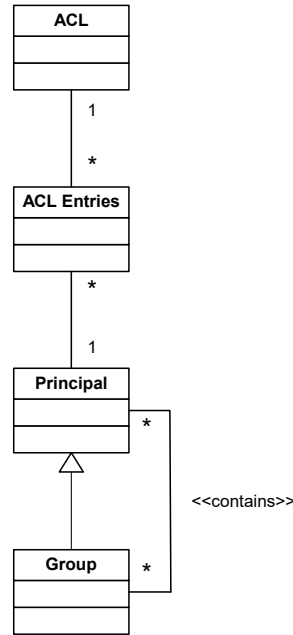 ACL
1
*
ACL Entries
*
1
Principal
*
<<contains>>
Group
*